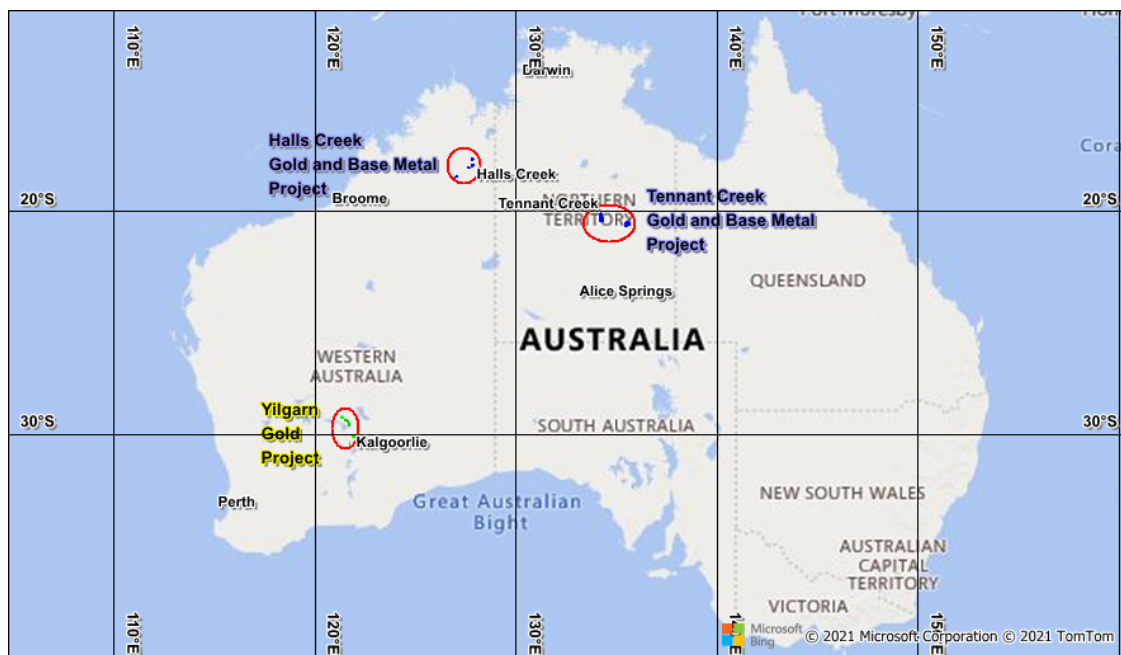 Port Moresby
110°E
120°E
130°E
140°E
150°E
Darwin
Halls Creek
Gold and Base Metal
Project
Halls Creek
Broome
20°S
20°S
Tennant Creek
NORTHERN
TERRITORY
Tennant Creek
Gold and Base Metal
Project
QUEENSLAND
Alice Springs
AUSTRALIA
WESTERN
AUSTRALIA
Yilgarn
Gold
Project
30°S
30°S
Kalgoorlie
SOUTH AUSTRALIA
Perth
Great Australian
Bight
NEW SOUTH WALES
AUSTRALIAN
CAPITAL
TERRITORY
VICTORIA
110°E
120°E
130°E
140°E
150°E
Microsoft
Bing
© 2021 Microsoft Corporation © 2021 TomTom